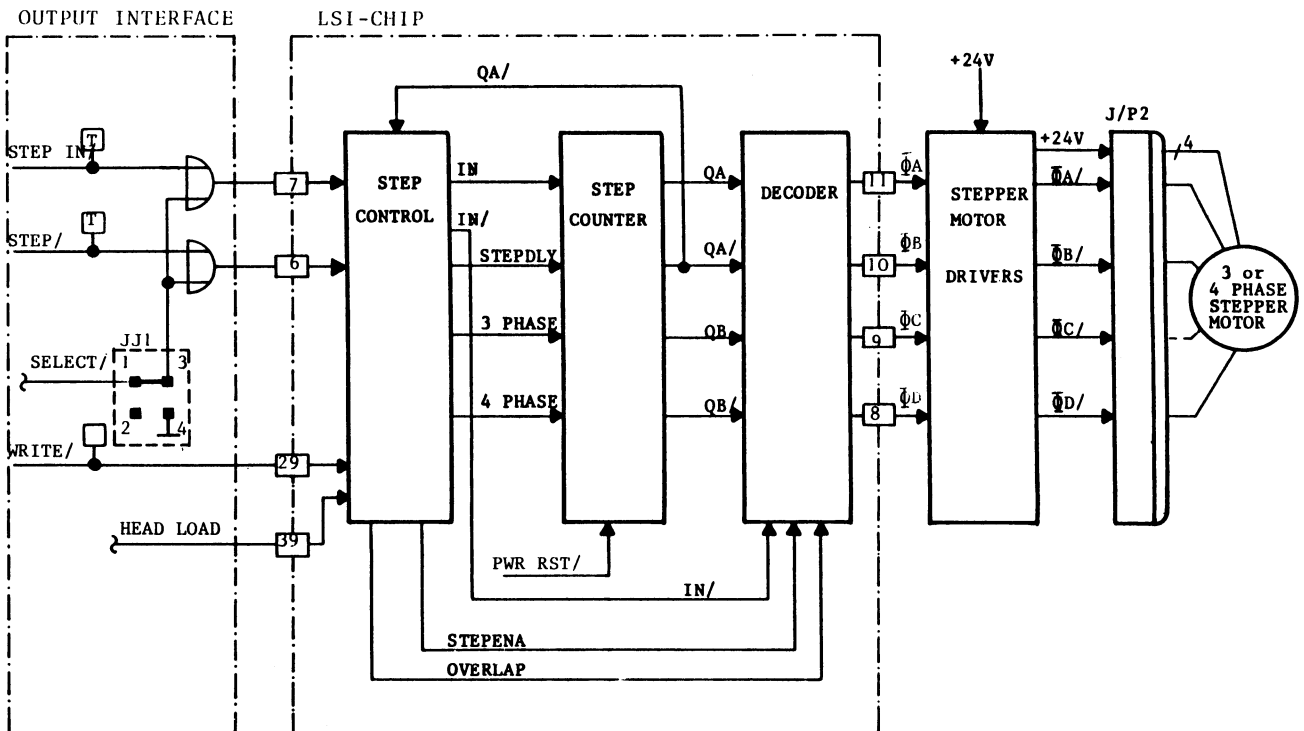 OUTPUT INTERFACE
LSI-CHIP
STEP IN/
T
STEP/
T
JJ1
SELECT/
1
3
2
4
WRITE/
HEAD LOAD
7
6
29
39
QA/
STEP
CONTROL
IN
IN/
STEPDLY
3 PHASE
4 PHASE
STEP
COUNTER
PWR RST/
QA
QA/
QB
QB/
DECODER
IN/
STEPENA
OVERLAP
11
10
9
8
ΦA
ΦB
ΦC
ΦD
+24V
STEPPER
MOTOR
DRIVERS
+24V
ΦA/
ΦB/
ΦC/
ΦD/
J/P2
4
3 or
4 PHASE
STEPPER
MOTOR